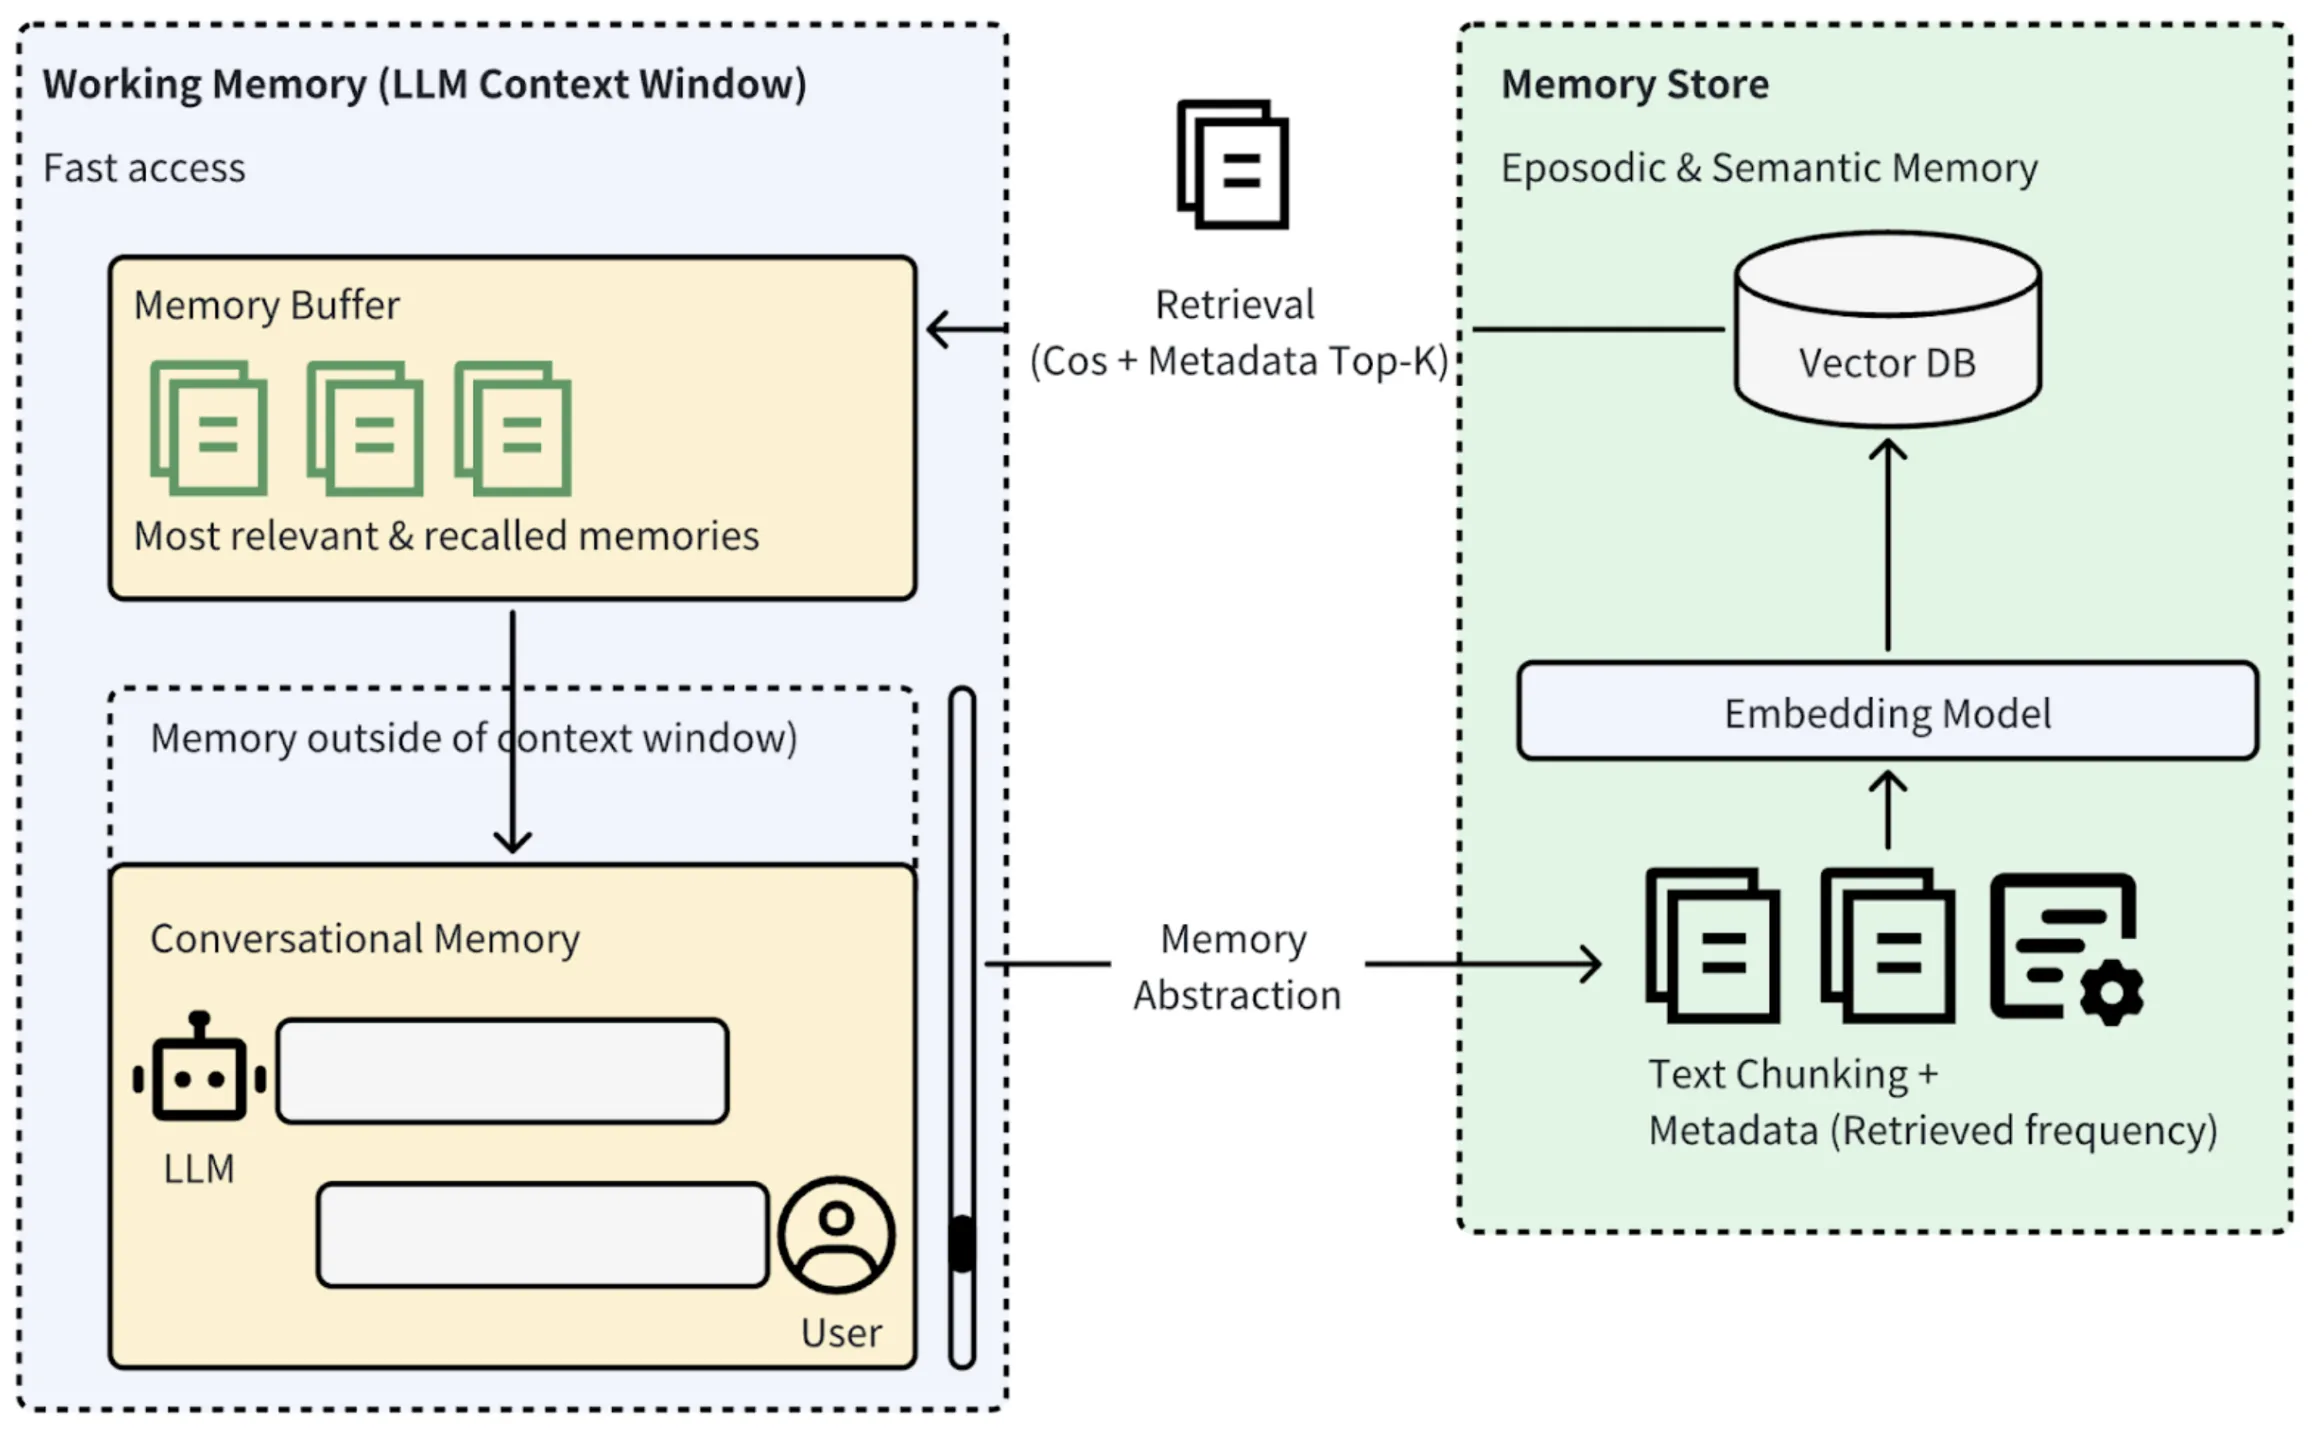 Working Memory (LLM Context Window)
Fast access
Memory Buffer
Most relevant & recalled memories
Memory outside of context window)
Conversational Memory
LLM
User
Retrieval
(Cos + Metadata Top-K)
Memory
Abstraction
Memory Store
Eposodic & Semantic Memory
Vector DB
Embedding Model
Text Chunking +
Metadata (Retrieved frequency)